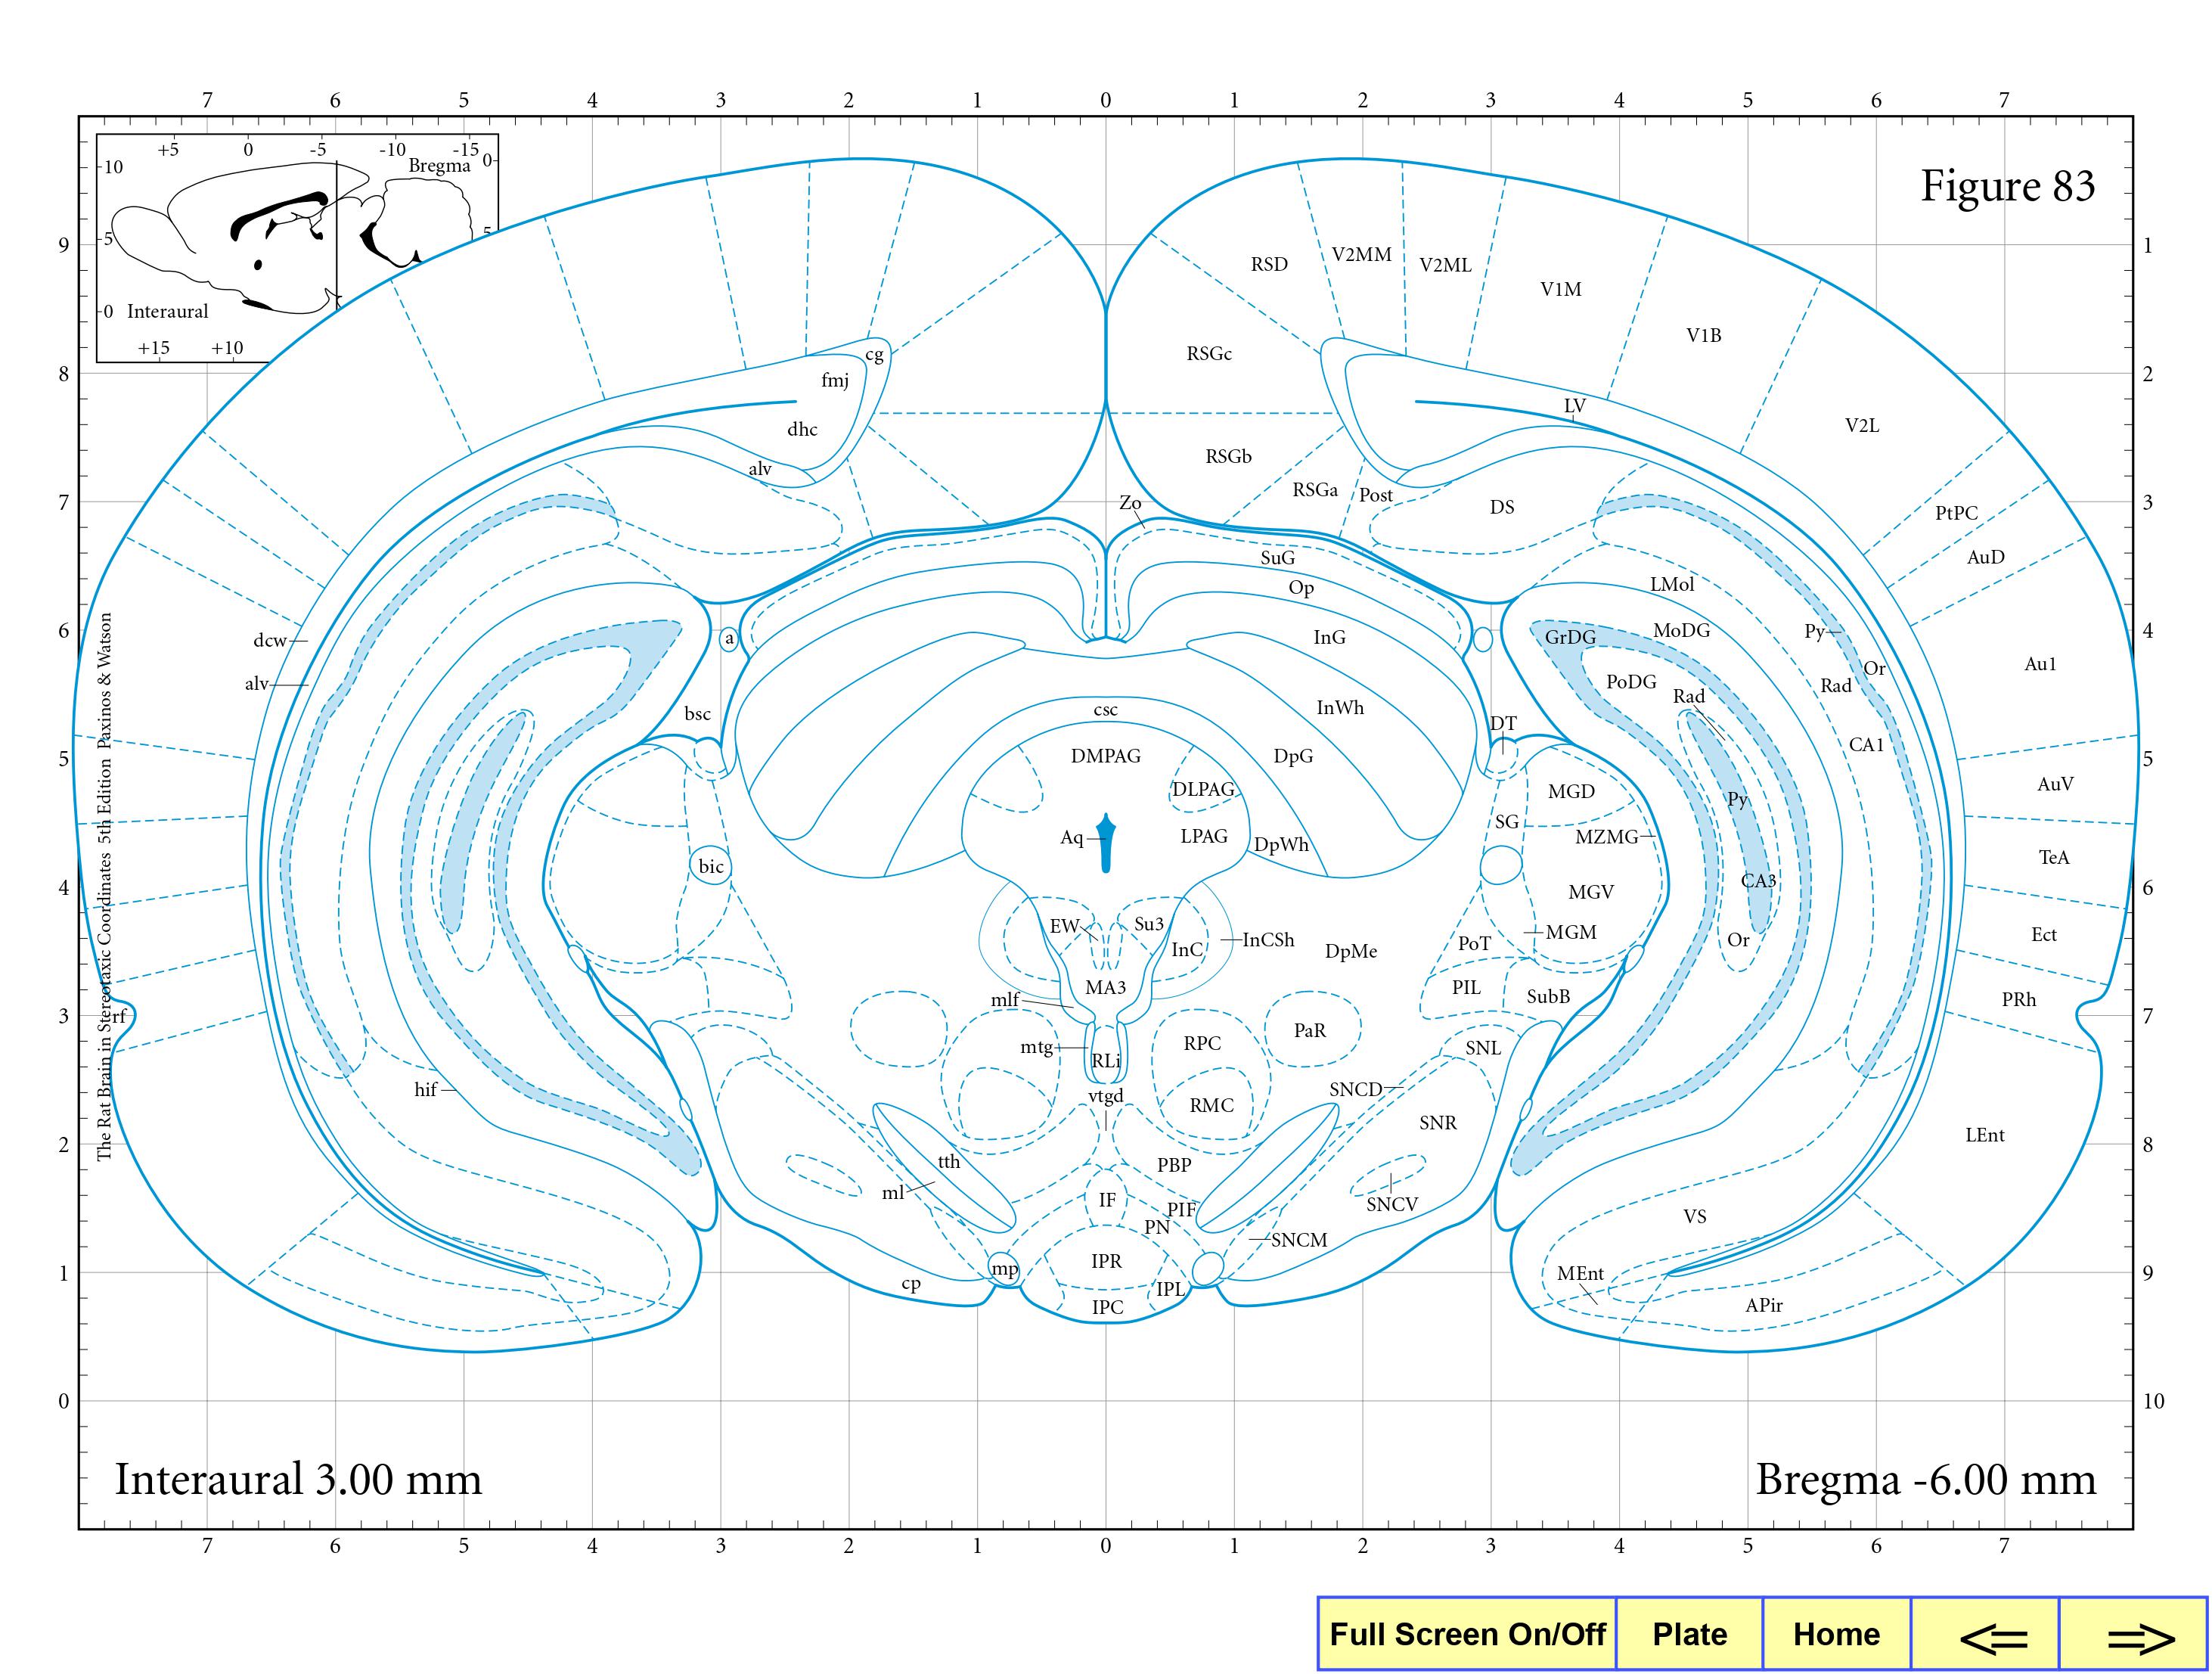 7 6 5 4 3 2 1 0 1 2 3 4 5 6 7
+5 0 -5 -10 -15
Bregma 0
10
5 5
0 Interaural
+15 +10
Figure 83
9 1
8 2
7 3
6 4
5 5
4 6
3 7
2 8
1 9
0 10
The Rat Brain in Stereotaxic Coordinates 5th Edition Paxinos & Watson
RSD V2MM V2ML
V1M
V1B
cg RSGc
fmj
LV
dhc V2L
RSGb
alv
RSGa Post
Zo DS
PtPC
SuG AuD
Op LMol
dcw a InG GrDG MoDG Py
Or Au1
alv PoDG Rad Rad
bsc csc InWh DT
CA1
DMPAG DpG
DLPAG MGD AuV
Py
SG
Aq LPAG DpWh MZMG
TeA
bic CA3
MGV
EW Su3 MGM Ect
InC InCSh DpMe PoT Or
MA3 PIL SubB
mlf PRh
rf PaR
mtg RPC SNL
RLi
hif vtgd SNCD
RMC
SNR
LEnt
tth PBP
ml IF SNCV
PIF VS
PN
SNCM
mp IPR
cp IPL MEnt
IPC APir
Interaural 3.00 mm Bregma -6.00 mm
7 6 5 4 3 2 1 0 1 2 3 4 5 6 7
Full Screen On/Off Plate Home <= =>